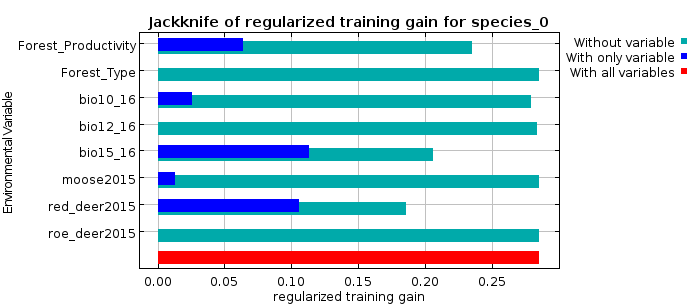 Jackknife of regularized training gain for species_0
Forest_Productivity
Forest_Type
bio10_16
bio12_16
bio15_16
moose2015
red_deer2015
roe_deer2015
Environmental Variable
0.00 0.05 0.10 0.15 0.20 0.25
regularized training gain
Without variable
With only variable
With all variables